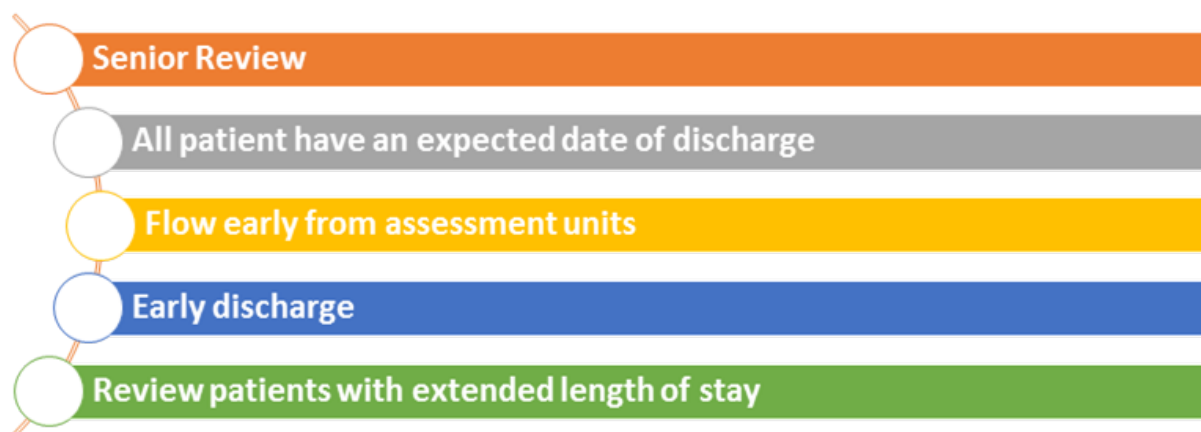 Senior Review
All patient have an expected date of discharge
Flow early from assessment units
Early discharge
Review patients with extended length of stay